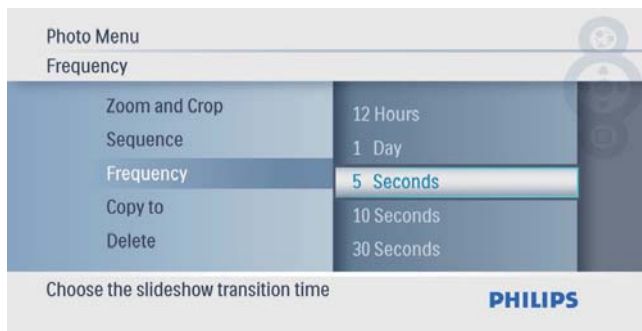 Photo Menu
Frequency
Zoom and Crop
Sequence
Frequency
Copy to
Delete
12 Hours
1 Day
5 Seconds
10 Seconds
30 Seconds
Choose the slideshow transition time
PHILIPS